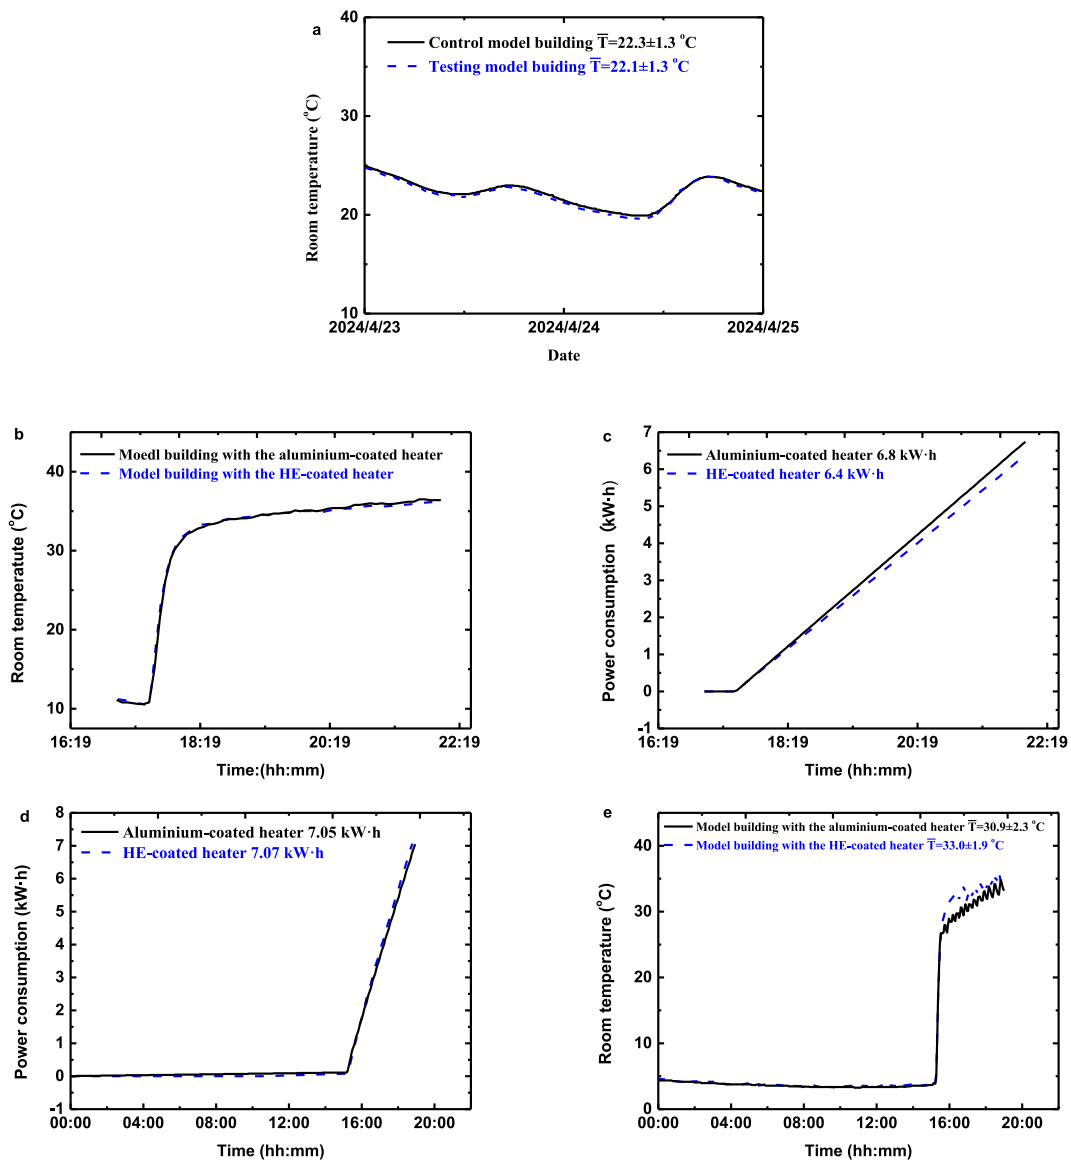 a
40
30
20
10
Room temperature (°C)
Control model building T̅=22.3±1.3 °C
Testing model buiding T̅=22.1±1.3 °C
2024/4/23 2024/4/24 2024/4/25
Date
b
40
30
20
10
Room temperatute (°C)
Moedl building with the aluminium-coated heater
Model building with the HE-coated heater
16:19 18:19 20:19 22:19
Time:(hh:mm)
c
7
6
5
4
3
2
1
0
-1
Power consumption (kW·h)
Aluminium-coated heater 6.8 kW·h
HE-coated heater 6.4 kW·h
16:19 18:19 20:19 22:19
Time (hh:mm)
d
8
7
6
5
4
3
2
1
0
-1
Power consumption (kW·h)
Aluminium-coated heater 7.05 kW·h
HE-coated heater 7.07 kW·h
00:00 04:00 08:00 12:00 16:00 20:00
Time (hh:mm)
e
40
30
20
10
0
Room temperature (°C)
Model building with the aluminium-coated heater T̅=30.9±2.3 °C
Model building with the HE-coated heater T̅=33.0±1.9 °C
00:00 04:00 08:00 12:00 16:00 20:00
Time (hh:mm)